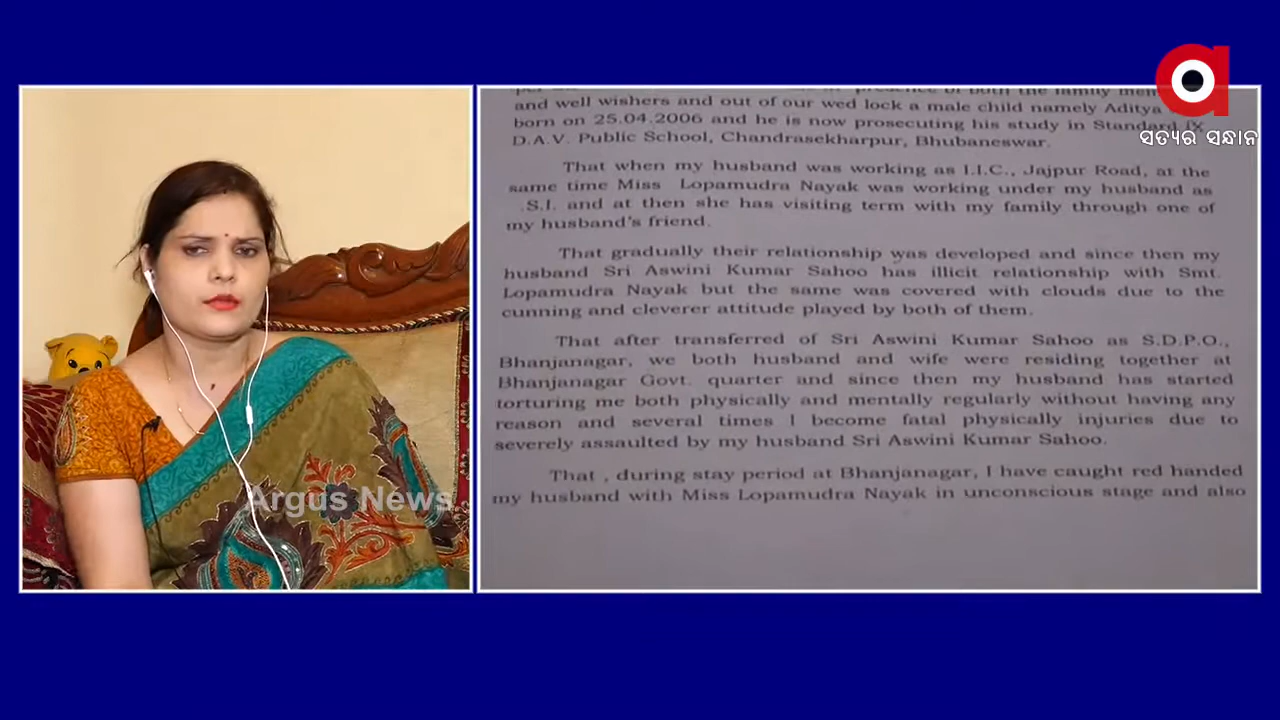 ସତ୍ୟର ସନ୍ଧାନ
presence of both the family
and well wishers and out of our wed lock a male child namely Aditya
born on 25.04.2006 and he is now prosecuting his study in Standard IX
D.A.V. Public School, Chandrasekharpur, Bhubaneswar.
That when my husband was working as I.I.C., Jajpur Road, at the
same time Miss Lopamudra Nayak was working under my husband as
.S.I. and at then she has visiting term with my family through one of
my husband's friend.
That gradually their relationship was developed and since then my
husband Sri Aswini Kumar Sahoo has illicit relationship with Smt.
Lopamudra Nayak but the same was covered with clouds due to the
cunning and cleverer attitude played by both of them.
That after transferred of Sri Aswini Kumar Sahoo as S.D.P.O.,
Bhanjanagar, we both husband and wife were residing together at
Bhanjanagar Govt. quarter and since then my husband has started
torturing me both physically and mentally regularly without having any
reason and several times I become fatal physically injuries due to
severely assaulted by my husband Sri Aswini Kumar Sahoo.
That , during stay period at Bhanjanagar, I have caught red handed
my husband with Miss Lopamudra Nayak in unconscious stage and also
Argus News